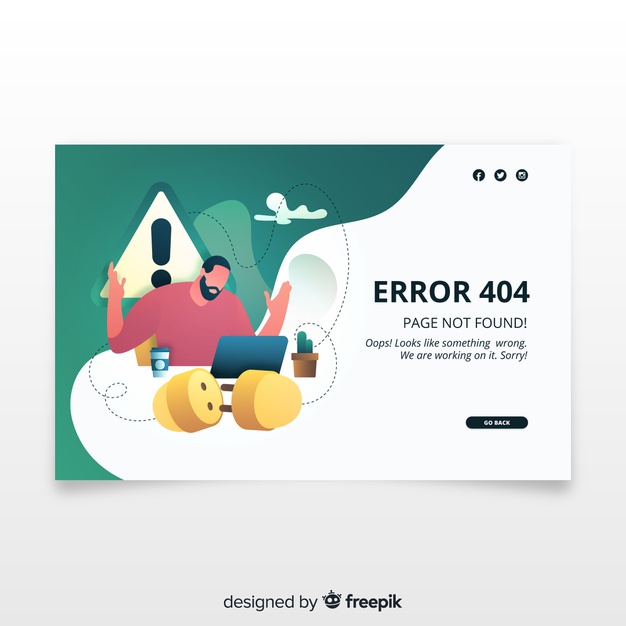 ERROR 404
PAGE NOT FOUND!
Oops! Looks like something wrong.
We are working on it. Sorry!
GO BACK
designed by freepik